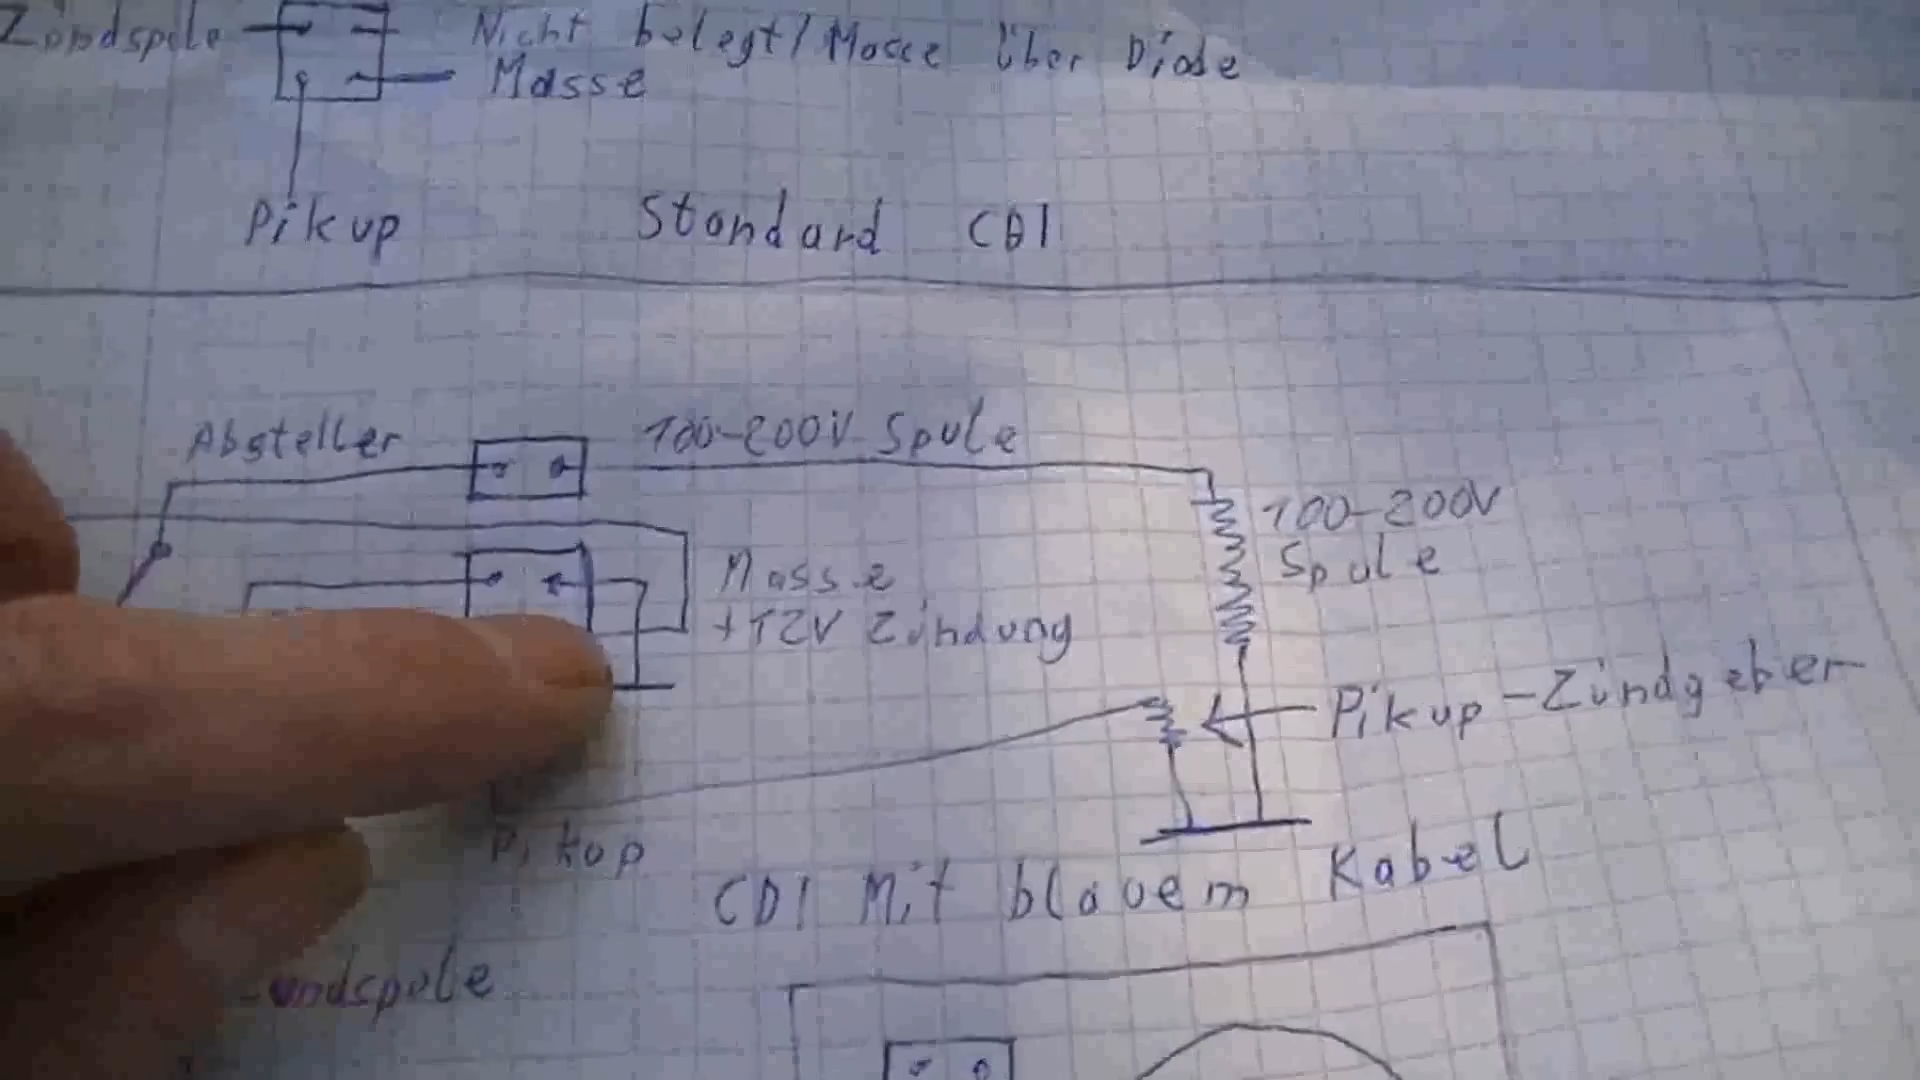 Zündspule
Nicht belegt/Masse über Diode
Masse
Pikup
Standard CDI
Absteller
100-200V Spule
100-200V
Spule
Masse
+12V Zündung
Pikup-Zündgeber
Pikup
CDI Mit blauem Kabel
ündspule